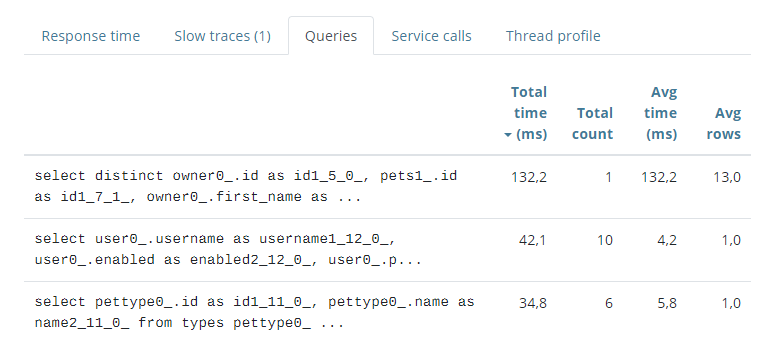 Response time Slow traces (1) Queries Service calls Thread profile
Total Avg
time Total time Avg
(ms) count (ms) rows
select distinct owner0_.id as id1_5_0_, pets1_.id 132,2 1 132,2 13,0
as id1_7_1_, owner0_.first_name as ...
select user0_.username as username1_12_0_, 42,1 10 4,2 1,0
user0_.enabled as enabled2_12_0_, user0_.p...
select pettype0_.id as id1_11_0_, pettype0_.name as 34,8 6 5,8 1,0
name2_11_0_ from types pettype0_ ...